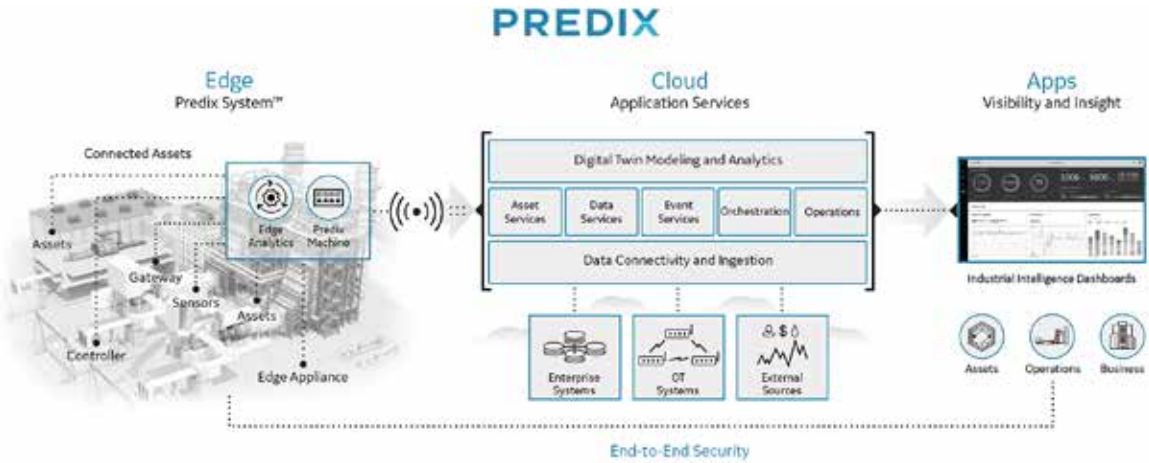 PREDIX
Edge
Predix System™
Cloud
Application Services
Apps
Visibility and Insight
Connected Assets
Edge
Analytics
Predix
Machine
Assets
Gateway
Sensors
Assets
Controller
Edge Appliance
Digital Twin Modeling and Analytics
Asset
Services
Data
Services
Event
Services
Orchestration
Operations
Data Connectivity and Ingestion
Enterprise
Systems
OT
Systems
External
Sources
Industrial Intelligence Dashboards
Assets
Operations
Business
End-to-End Security